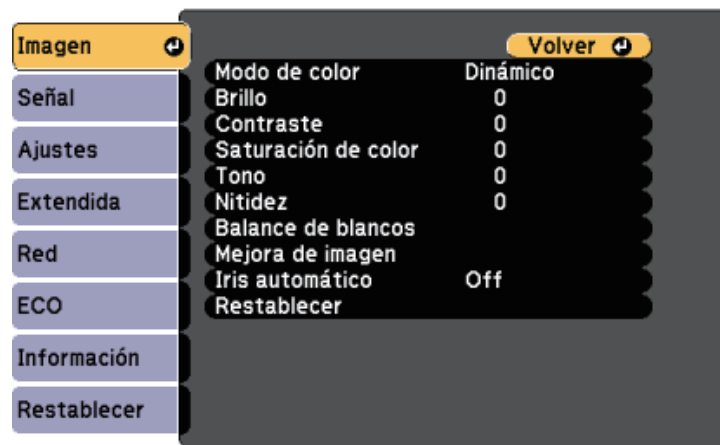 Imagen
Señal
Ajustes
Extendida
Red
ECO
Información
Restablecer
Volver
Modo de color Dinámico
Brillo 0
Contraste 0
Saturación de color 0
Tono 0
Nitidez 0
Balance de blancos
Mejora de imagen
Iris automático Off
Restablecer